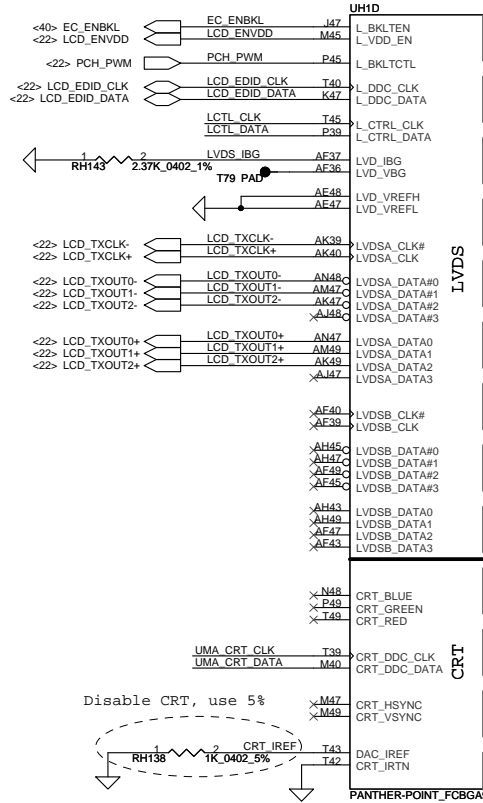 UH1D
<40> EC_ENBKL EC_ENBKL J47 L_BKLTEN
<22> LCD_ENVDD LCD_ENVDD M45 L_VDD_EN
<22> PCH_PWM PCH_PWM P45 L_BKLTCTL
<22> LCD_EDID_CLK LCD_EDID_CLK T40 L_DDC_CLK
<22> LCD_EDID_DATA LCD_EDID_DATA K47 L_DDC_DATA
LCTL_CLK T45 L_CTRL_CLK
LCTL_DATA P39 L_CTRL_DATA
1 2 LVDS_IBG AF37 LVD_IBG
RH143 2.37K_0402_1% T79 PAD AF36 LVD_VBG
AE48 LVD_VREFH
AE47 LVD_VREFL
LVDS
<22> LCD_TXCLK- LCD_TXCLK- AK39 LVDSA_CLK#
<22> LCD_TXCLK+ LCD_TXCLK+ AK40 LVDSA_CLK
<22> LCD_TXOUT0- LCD_TXOUT0- AN48 LVDSA_DATA#0
<22> LCD_TXOUT1- LCD_TXOUT1- AM47 LVDSA_DATA#1
<22> LCD_TXOUT2- LCD_TXOUT2- AK47 LVDSA_DATA#2
AJ48 LVDSA_DATA#3
<22> LCD_TXOUT0+ LCD_TXOUT0+ AN47 LVDSA_DATA0
<22> LCD_TXOUT1+ LCD_TXOUT1+ AM49 LVDSA_DATA1
<22> LCD_TXOUT2+ LCD_TXOUT2+ AK49 LVDSA_DATA2
AJ47 LVDSA_DATA3
AF40 LVDSB_CLK#
AF39 LVDSB_CLK
AH45 LVDSB_DATA#0
AH47 LVDSB_DATA#1
AF49 LVDSB_DATA#2
AF45 LVDSB_DATA#3
AH43 LVDSB_DATA0
AH49 LVDSB_DATA1
AF47 LVDSB_DATA2
AF43 LVDSB_DATA3
N48 CRT_BLUE
P49 CRT_GREEN
T49 CRT_RED
CRT
UMA_CRT_CLK T39 CRT_DDC_CLK
UMA_CRT_DATA M40 CRT_DDC_DATA
Disable CRT, use 5%
M47 CRT_HSYNC
M49 CRT_VSYNC
1 2 CRT_IREF T43 DAC_IREF
RH138 1K_0402_5% T42 CRT_IRTN
PANTHER-POINT_FCBGA9